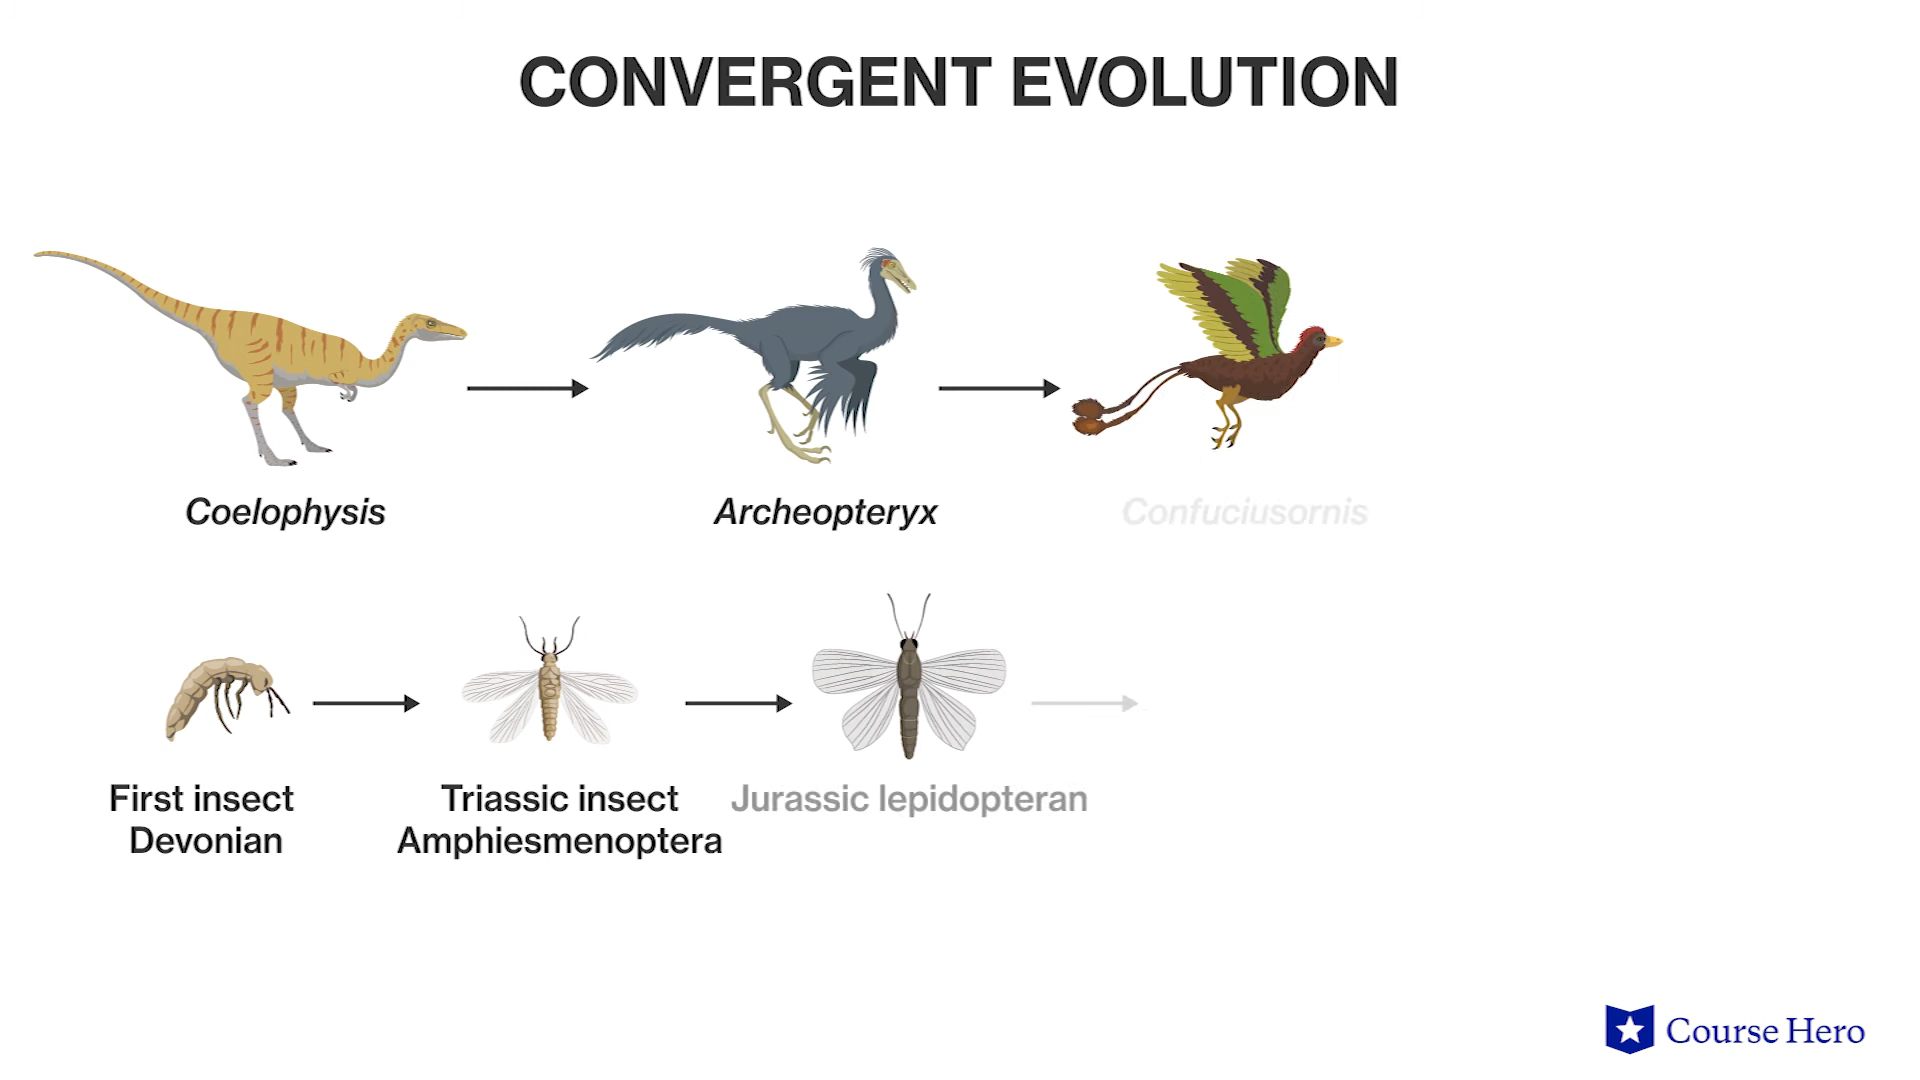 CONVERGENT EVOLUTION
Coelophysis
Archeopteryx
Confuciusornis
First insect
Devonian
Triassic insect
Amphiesmenoptera
Jurassic lepidopteran
Course Hero